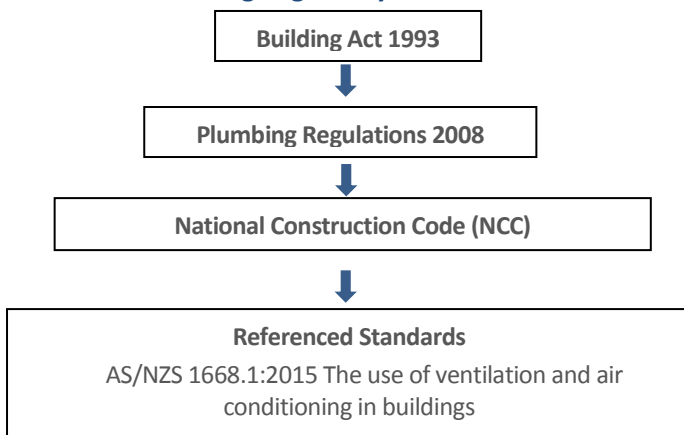 Building Act 1993
Plumbing Regulations 2008
National Construction Code (NCC)
Referenced Standards
AS/NZS 1668.1:2015 The use of ventilation and air
conditioning in buildings